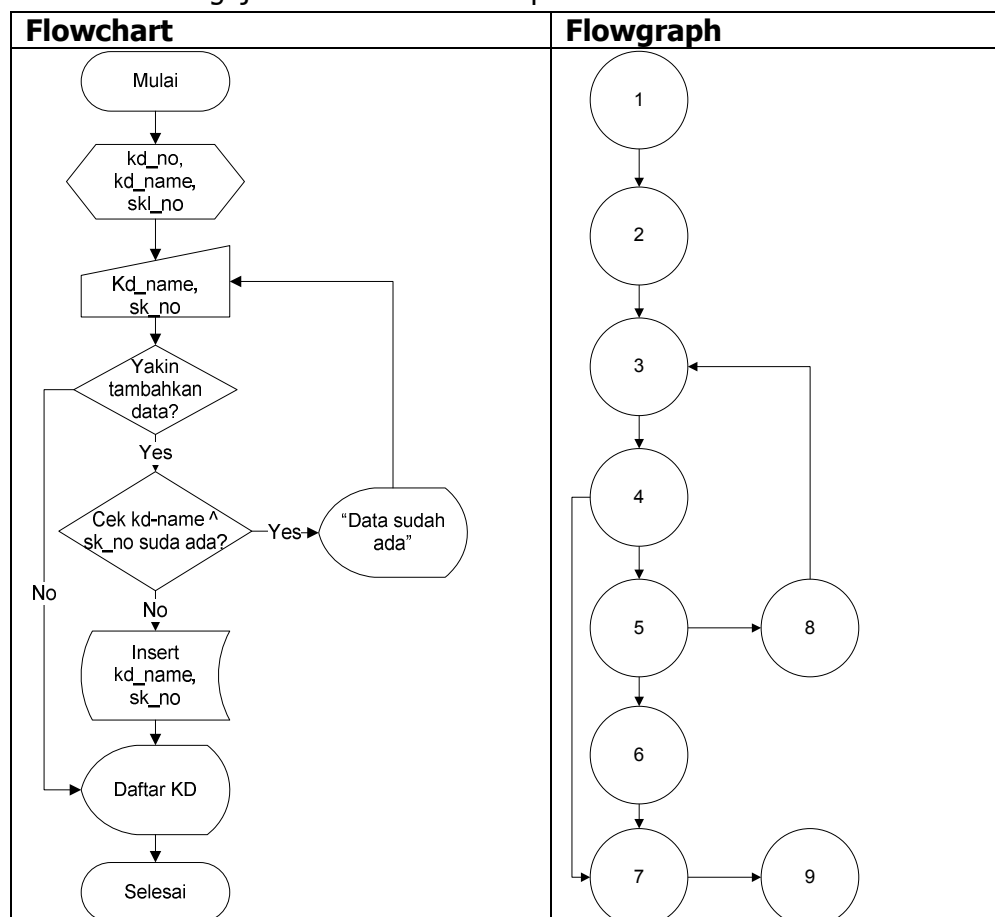 Flowchart
Flowgraph
Mulai
kd_no,
kd_name,
skl_no
Kd_name,
sk_no
Yakin
tambahkan
data?
Yes
Cek kd-name ^
sk_no suda ada?
Yes
“Data sudah
ada”
No
No
Insert
kd_name,
sk_no
Daftar KD
Selesai
1
2
3
4
5
8
6
7
9